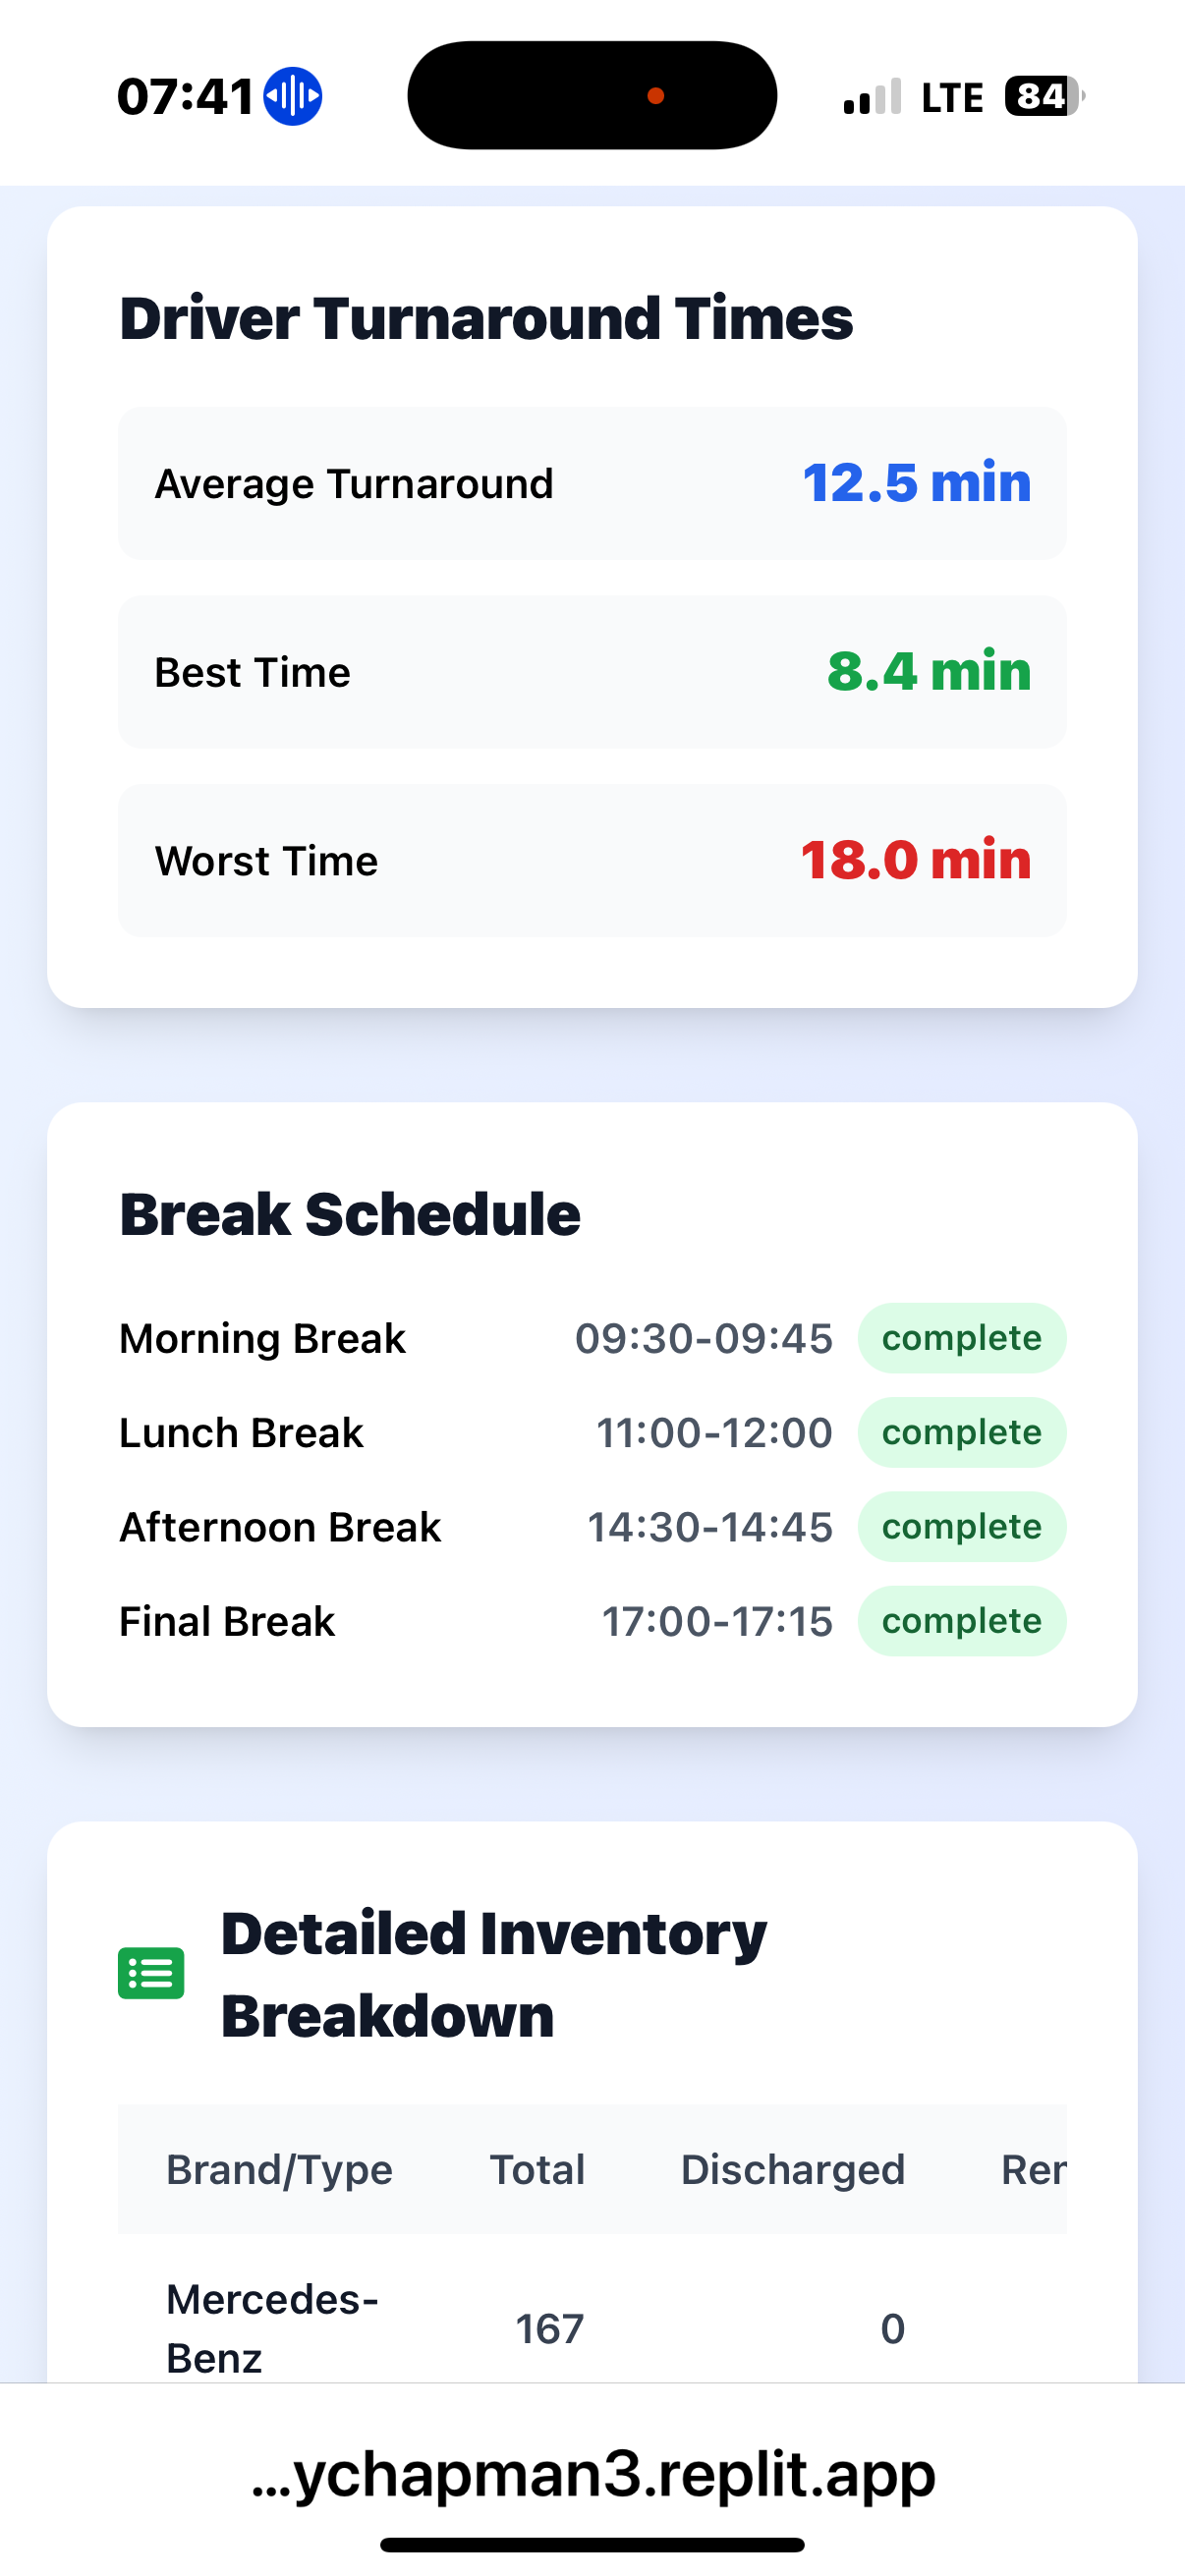 07:41 LTE 84
Driver Turnaround Times
Average Turnaround 12.5 min
Best Time 8.4 min
Worst Time 18.0 min
Break Schedule
Morning Break 09:30-09:45 complete
Lunch Break 11:00-12:00 complete
Afternoon Break 14:30-14:45 complete
Final Break 17:00-17:15 complete
Detailed Inventory
Breakdown
Brand/Type Total Discharged
Mercedes-
Benz 167 0
...ychapman3.replit.app